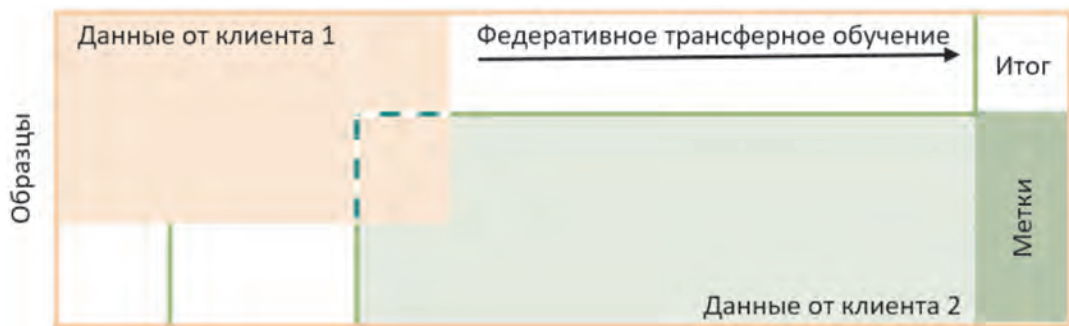 Данные от клиента 1
Федеративное трансферное обучение
Итог
Образцы
Метки
Данные от клиента 2